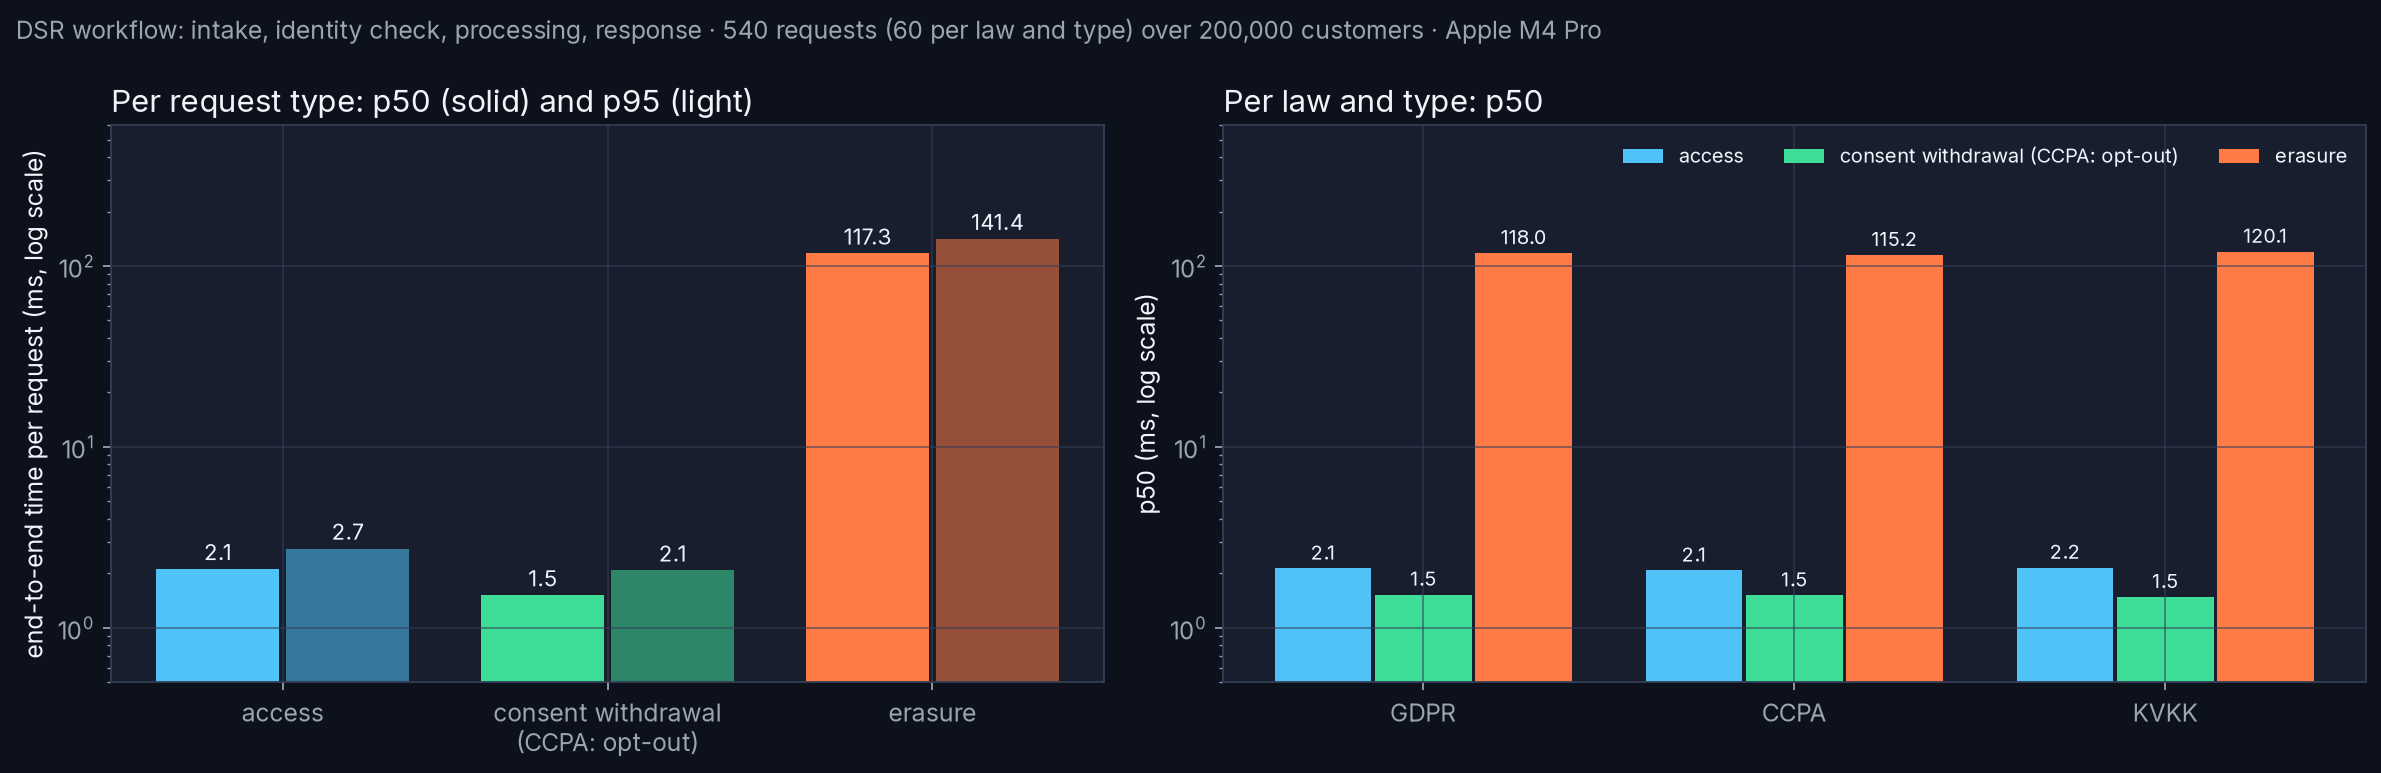 DSR workflow: intake, identity check, processing, response · 540 requests (60 per law and type) over 200,000 customers · Apple M4 Pro
Per request type: p50 (solid) and p95 (light)
end-to-end time per request (ms, log scale)
10²
10¹
10⁰
2.1
2.7
1.5
2.1
117.3
141.4
access
consent withdrawal
(CCPA: opt-out)
erasure
Per law and type: p50
p50 (ms, log scale)
access
consent withdrawal (CCPA: opt-out)
erasure
10²
10¹
10⁰
2.1
1.5
118.0
2.1
1.5
115.2
2.2
1.5
120.1
GDPR
CCPA
KVKK